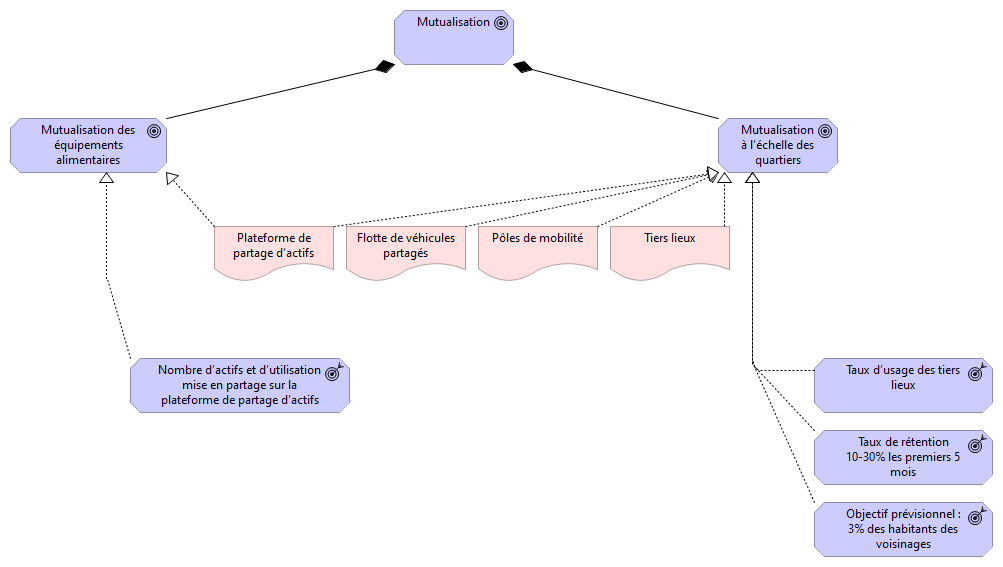 Mutualisation
Mutualisation des
équipements
alimentaires
Mutualisation
à l'échelle des
quartiers
Plateforme de
partage d'actifs
Flotte de véhicules
partagés
Pôles de mobilité
Tiers lieux
Nombre d'actifs et d'utilisation
mise en partage sur la
plateforme de partage d'actifs
Taux d'usage des tiers
lieux
Taux de rétention
10-30% les premiers 5
mois
Objectif prévisionnel :
3% des habitants des
voisinages